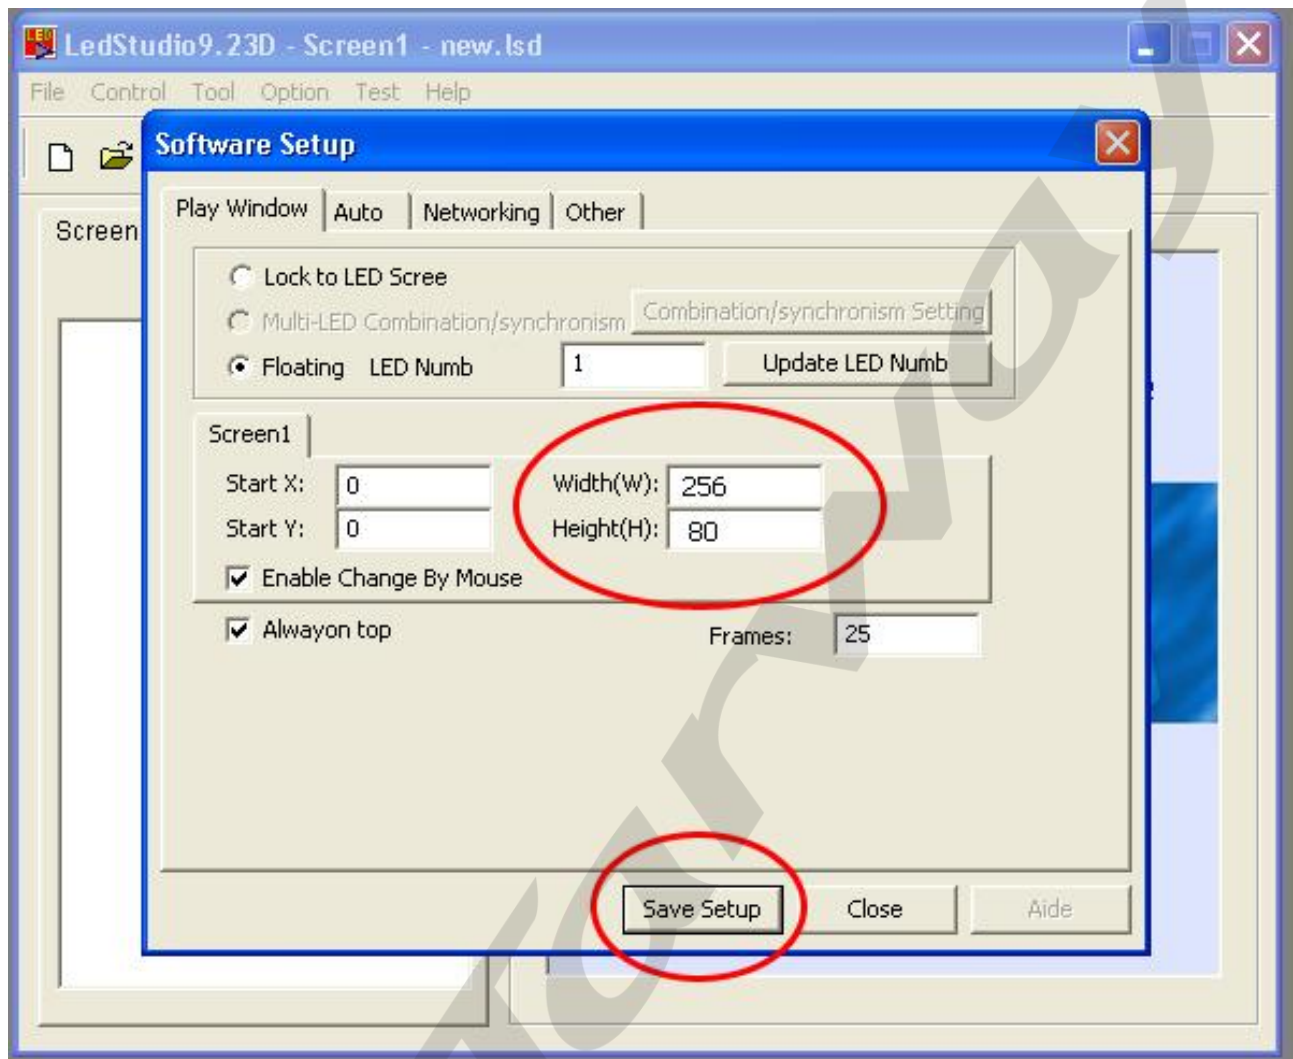 LedStudio9.23D - Screen1 - new.lsd
File Control Tool Option Test Help
Software Setup
Play Window Auto Networking Other
Screen
Lock to LED Scree
Multi-LED Combination/synchronism Combination/synchronism Setting
Floating LED Numb 1 Update LED Numb
Screen1
Start X: 0 Width(W): 256
Start Y: 0 Height(H): 80
Enable Change By Mouse
Alwayon top Frames: 25
Save Setup Close Aide